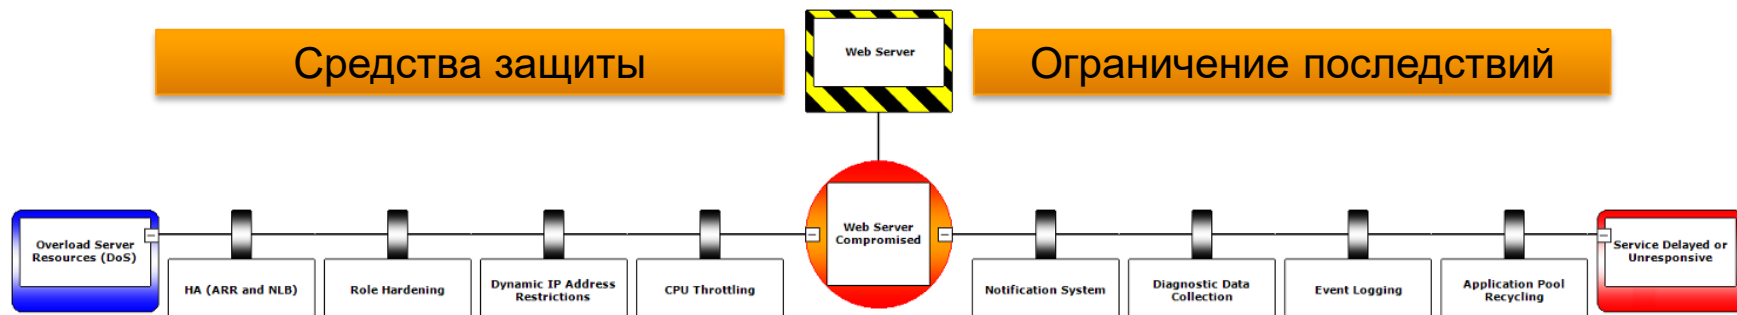 Средства защиты
Web Server
Ограничение последствий
Overload Server
Resources (DoS)
HA (ARR and NLB)
Role Hardening
Dynamic IP Address
Restrictions
CPU Throttling
Web Server
Compromised
Notification System
Diagnostic Data
Collection
Event Logging
Application Pool
Recycling
Service Delayed or
Unresponsive